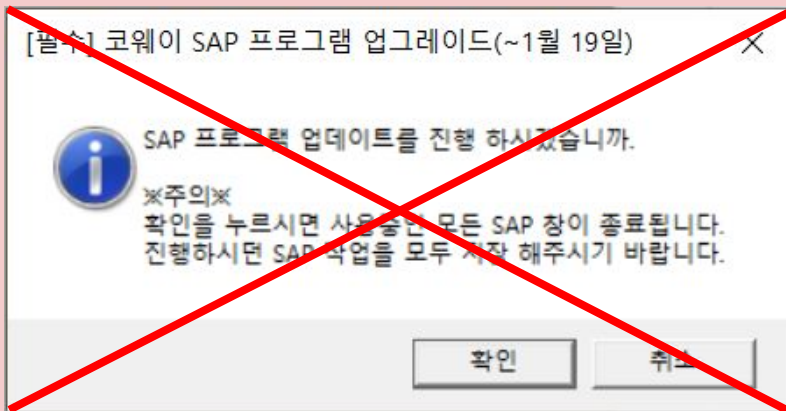 [필수] 코웨이 SAP 프로그램 업그레이드(~1월 19일)
SAP 프로그램 업데이트를 진행 하시겠습니까.
※주의※
확인을 누르시면 사용중인 모든 SAP 창이 종료됩니다.
진행하시던 SAP 작업을 모두 저장 해주시기 바랍니다.
확인
취소